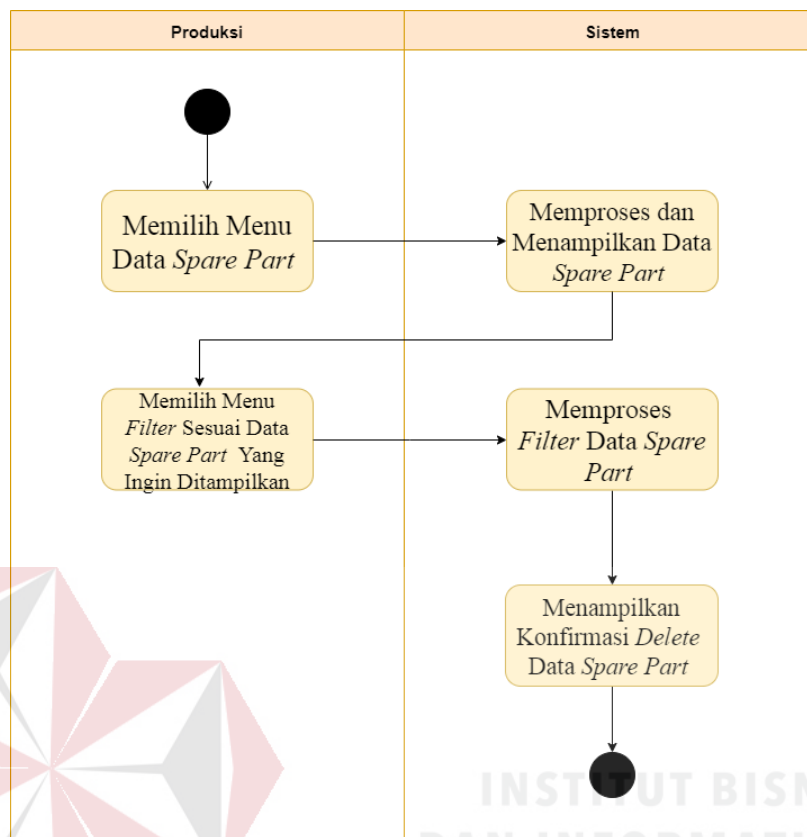 Produksi
Sistem
Memilih Menu
Data Spare Part
Memproses dan
Menampilkan Data
Spare Part
Memilih Menu
Filter Sesuai Data
Spare Part Yang
Ingin Ditampilkan
Memproses
Filter Data Spare
Part
Menampilkan
Konfirmasi Delete
Data Spare Part
INSTITUT BISN